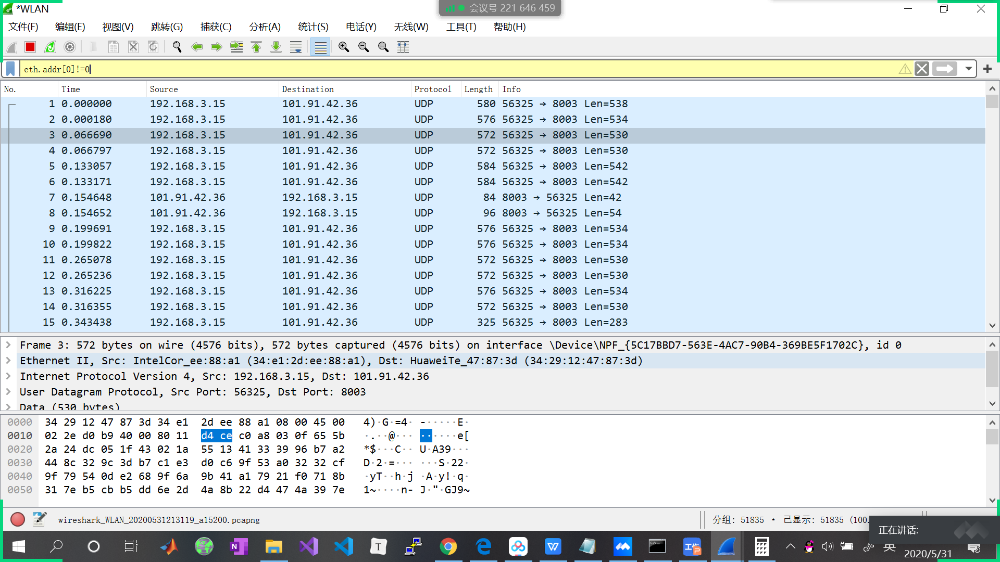 *WLAN
会议号 221 646 459
文件(F) 编辑(E) 视图(V) 跳转(G) 捕获(C) 分析(A) 统计(S) 电话(Y) 无线(W) 工具(T) 帮助(H)
eth.addr[0]!=0
No. Time Source Destination Protocol Length Info
1 0.000000 192.168.3.15 101.91.42.36 UDP 580 56325 → 8003 Len=538
2 0.000180 192.168.3.15 101.91.42.36 UDP 576 56325 → 8003 Len=534
3 0.066690 192.168.3.15 101.91.42.36 UDP 572 56325 → 8003 Len=530
4 0.066797 192.168.3.15 101.91.42.36 UDP 572 56325 → 8003 Len=530
5 0.133057 192.168.3.15 101.91.42.36 UDP 584 56325 → 8003 Len=542
6 0.133171 192.168.3.15 101.91.42.36 UDP 584 56325 → 8003 Len=542
7 0.154648 101.91.42.36 192.168.3.15 UDP 84 8003 → 56325 Len=42
8 0.154652 101.91.42.36 192.168.3.15 UDP 96 8003 → 56325 Len=54
9 0.199691 192.168.3.15 101.91.42.36 UDP 576 56325 → 8003 Len=534
10 0.199822 192.168.3.15 101.91.42.36 UDP 576 56325 → 8003 Len=534
11 0.265078 192.168.3.15 101.91.42.36 UDP 572 56325 → 8003 Len=530
12 0.265236 192.168.3.15 101.91.42.36 UDP 572 56325 → 8003 Len=530
13 0.316225 192.168.3.15 101.91.42.36 UDP 576 56325 → 8003 Len=534
14 0.316355 192.168.3.15 101.91.42.36 UDP 572 56325 → 8003 Len=530
15 0.343438 192.168.3.15 101.91.42.36 UDP 325 56325 → 8003 Len=283
Frame 3: 572 bytes on wire (4576 bits), 572 bytes captured (4576 bits) on interface \Device\NPF_{5C17BBD7-563E-4AC7-90B4-369BE5F1702C}, id 0
Ethernet II, Src: IntelCor_ee:88:a1 (34:e1:2d:ee:88:a1), Dst: HuaweiTe_47:87:3d (34:29:12:47:87:3d)
Internet Protocol Version 4, Src: 192.168.3.15, Dst: 101.91.42.36
User Datagram Protocol, Src Port: 56325, Dst Port: 8003
Data (530 bytes)
0000 34 29 12 47 87 3d 34 e1 2d ee 88 a1 08 00 45 00 4)·G·=4· -·····E·
0010 02 2e d0 b9 40 00 80 11 d4 ce c0 a8 03 0f 65 5b ·.··@··· ······e[
0020 2a 24 dc 05 1f 43 02 1a 55 13 41 33 39 96 b7 a2 *$···C·· U·A39···
0030 44 8c 32 9c 3d b7 c1 e3 d0 c6 9f 53 a0 32 32 cf D·2·=··· ···S·22·
0040 9f 79 54 0d e2 68 9f 6a 9b 41 a1 79 21 f0 71 8b ·yT··h·j ·A·y!·q·
0050 31 7e b5 cb b5 dd 6e 2d 4a 8b 22 d4 47 4a 39 7e 1~····n- J·"·GJ9~
wireshark_WLAN_20200531213119_a15200.pcapng 分组: 51835 · 已显示: 51835 (100.
正在讲话:
英
2020/5/31